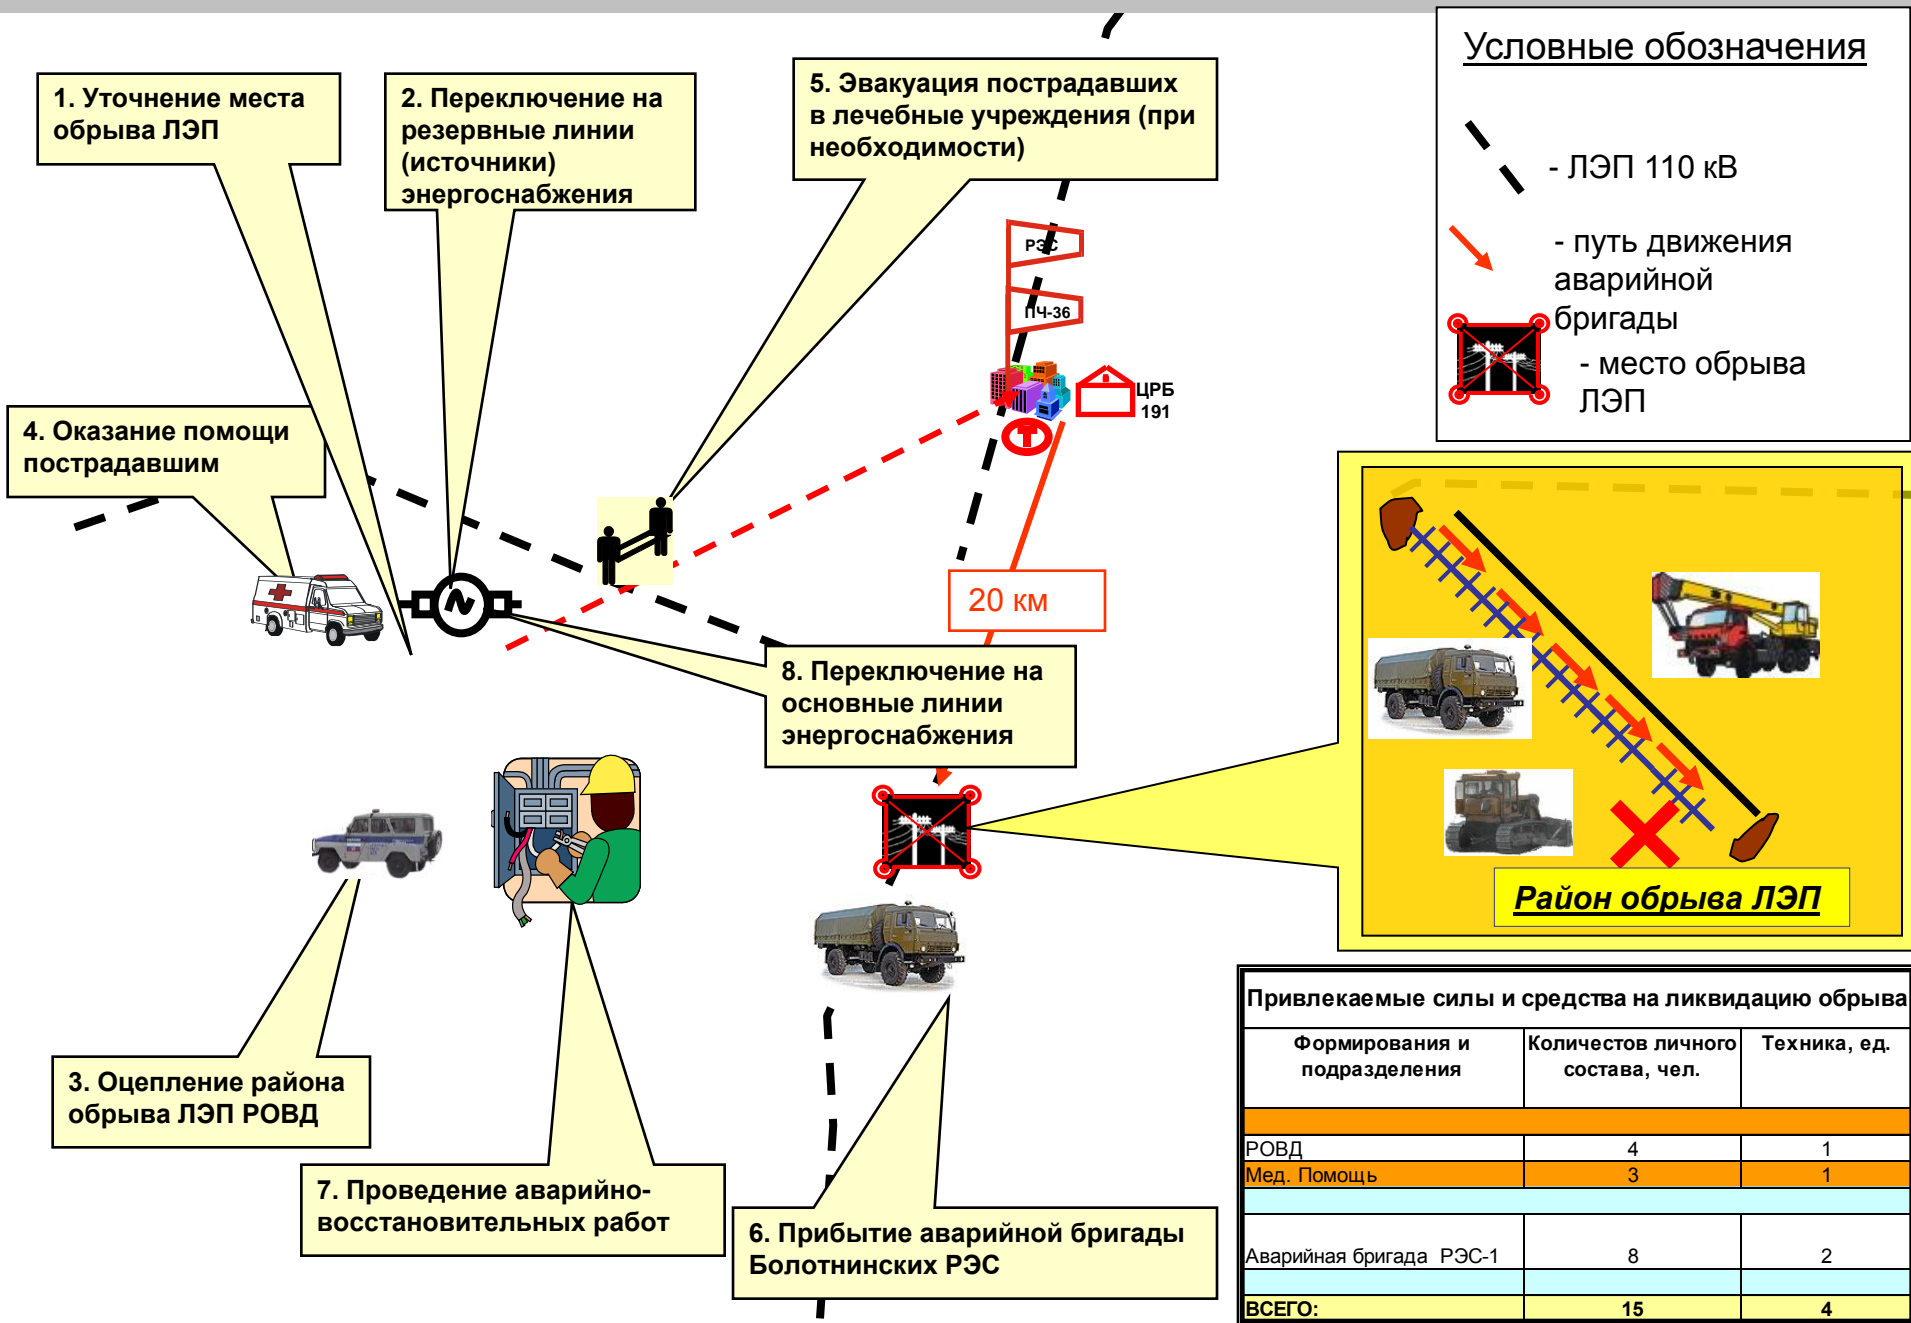 Условные обозначения
- ЛЭП 110 кВ
- путь движения
аварийной
бригады
- место обрыва
ЛЭП
1. Уточнение места
обрыва ЛЭП
2. Переключение на
резервные линии
(источники)
энергоснабжения
5. Эвакуация пострадавших
в лечебные учреждения (при
необходимости)
РЭС
ПЧ-36
ЦРБ
191
4. Оказание помощи
пострадавшим
20 км
8. Переключение на
основные линии
энергоснабжения
Район обрыва ЛЭП
3. Оцепление района
обрыва ЛЭП РОВД
7. Проведение аварийно-
восстановительных работ
6. Прибытие аварийной бригады
Болотнинских РЭС
Привлекаемые силы и средства на ликвидацию обрыва
Формирования и
подразделения
Количестов личного
состава, чел.
Техника, ед.
РОВД 4 1
Мед. Помощь 3 1
Аварийная бригада РЭС-1 8 2
ВСЕГО: 15 4